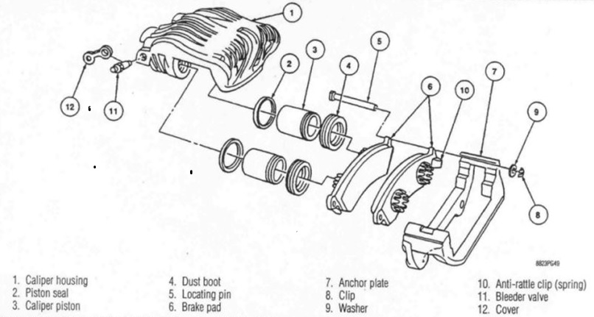 1
5
3
2
4
6
10
7
9
12
11
8
8823PG49
1. Caliper housing
2. Piston seal
3. Caliper piston
4. Dust boot
5. Locating pin
6. Brake pad
7. Anchor plate
8. Clip
9. Washer
10. Anti-rattle clip (spring)
11. Bleeder valve
12. Cover